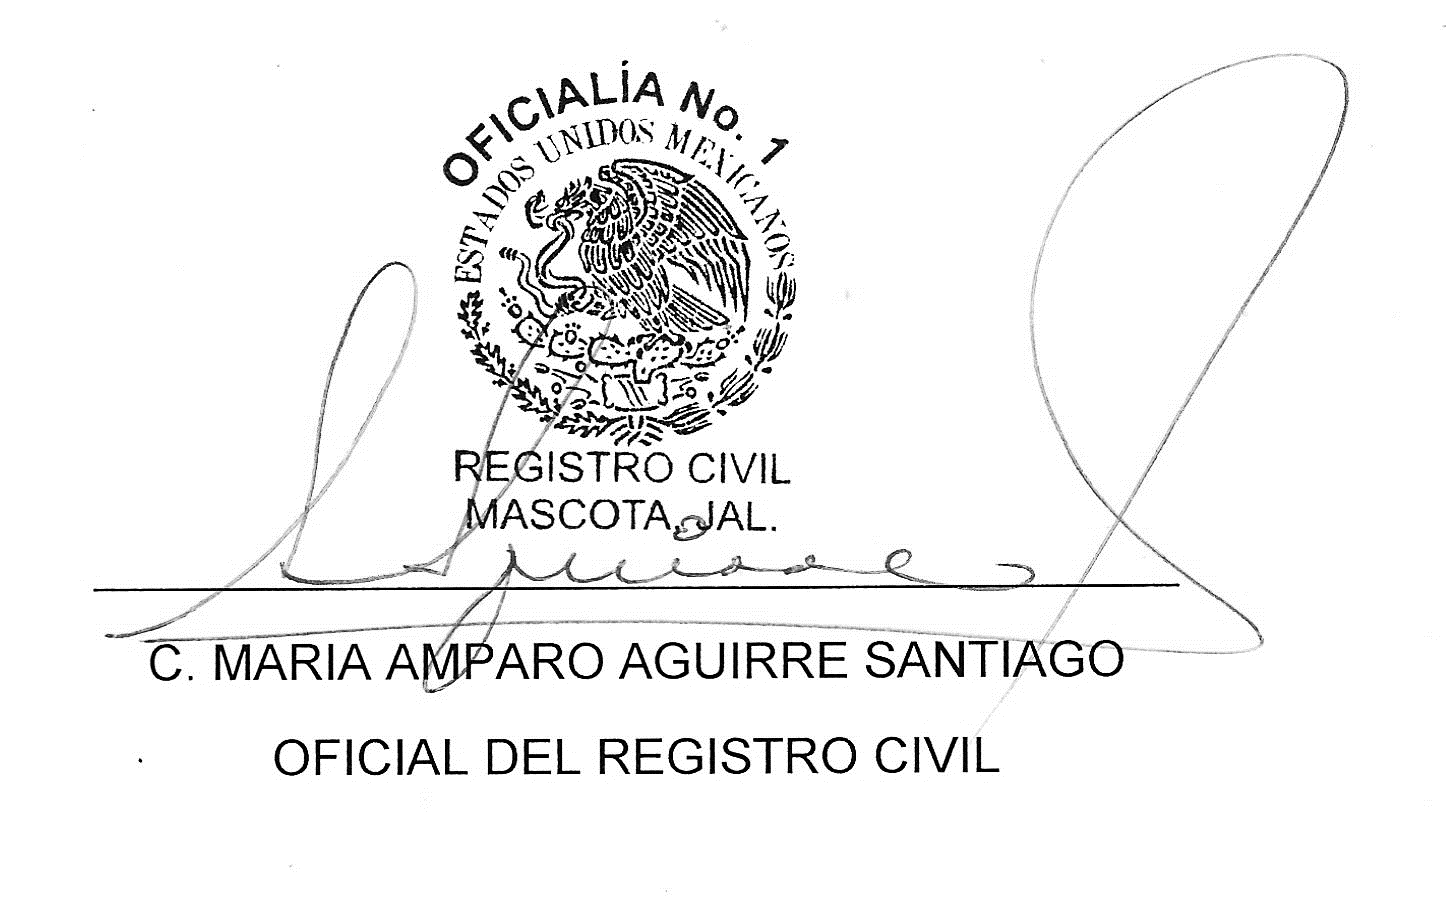 OFICIALÍA No. 1
ESTADOS UNIDOS MEXICANOS
REGISTRO CIVIL
MASCOTA, JAL.
C. MARIA AMPARO AGUIRRE SANTIAGO
OFICIAL DEL REGISTRO CIVIL